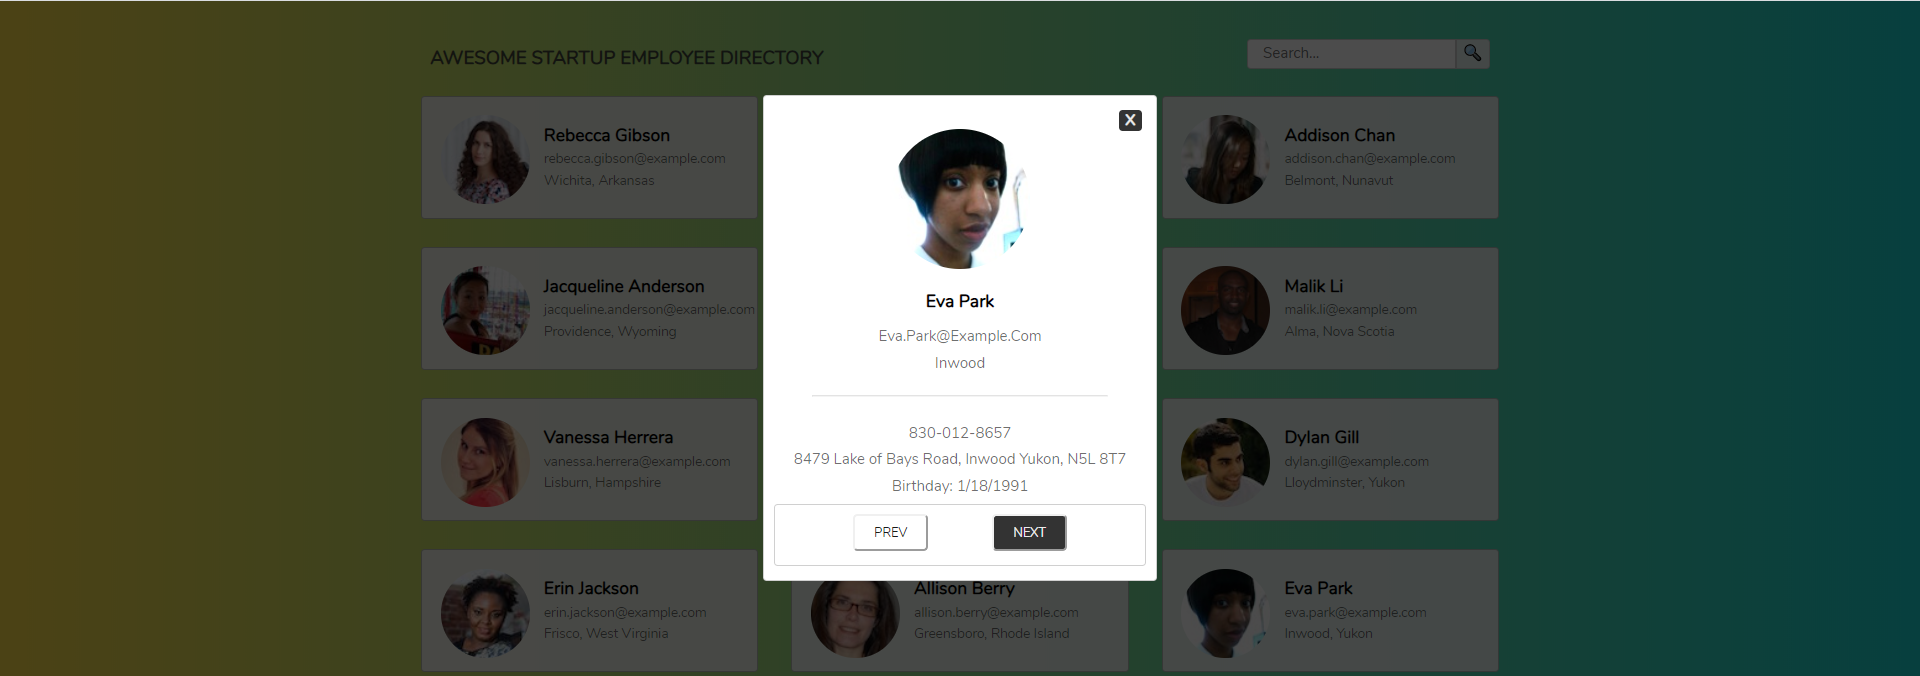 AWESOME STARTUP EMPLOYEE DIRECTORY
Search...
Rebecca Gibson
rebecca.gibson@example.com
Wichita, Arkansas
X
Eva Park
Eva.Park@Example.Com
Inwood
830-012-8657
8479 Lake of Bays Road, Inwood Yukon, N5L 8T7
Birthday: 1/18/1991
PREV
NEXT
Addison Chan
addison.chan@example.com
Belmont, Nunavut
Jacqueline Anderson
jacqueline.anderson@example.com
Providence, Wyoming
Malik Li
malik.li@example.com
Alma, Nova Scotia
Vanessa Herrera
vanessa.herrera@example.com
Lisburn, Hampshire
Dylan Gill
dylan.gill@example.com
Lloydminster, Yukon
Erin Jackson
erin.jackson@example.com
Frisco, West Virginia
Allison Berry
allison.berry@example.com
Greensboro, Rhode Island
Eva Park
eva.park@example.com
Inwood, Yukon